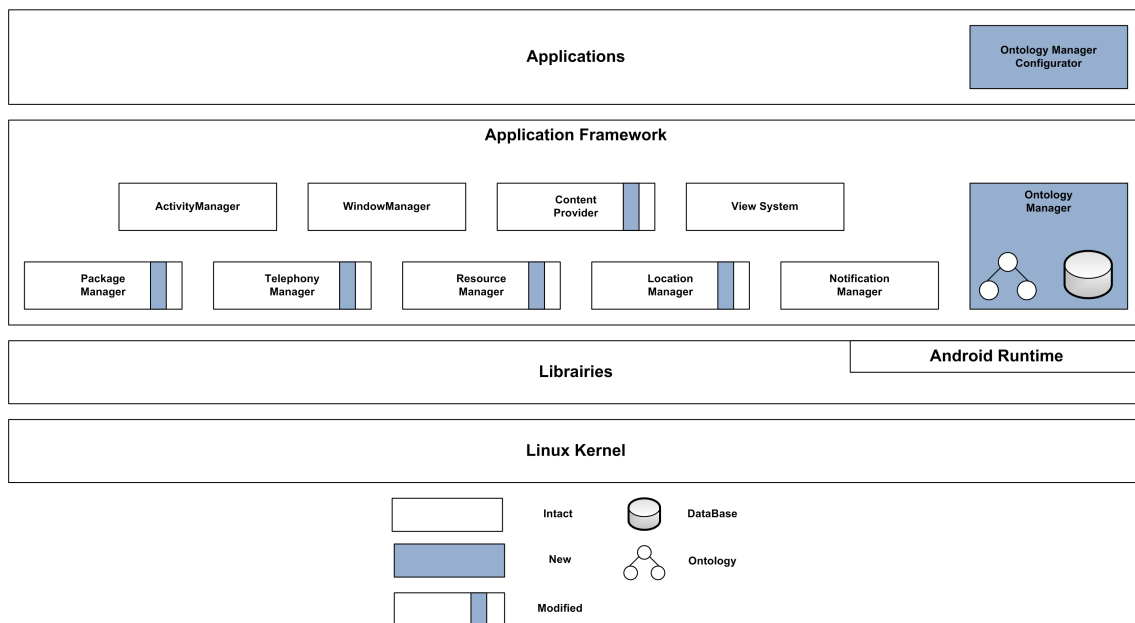 Applications
Ontology Manager
Configurator
Application Framework
ActivityManager
WindowManager
Content
Provider
View System
Ontology
Manager
Package
Manager
Telephony
Manager
Resource
Manager
Location
Manager
Notification
Manager
Android Runtime
Librairies
Linux Kernel
Intact
DataBase
New
Ontology
Modified